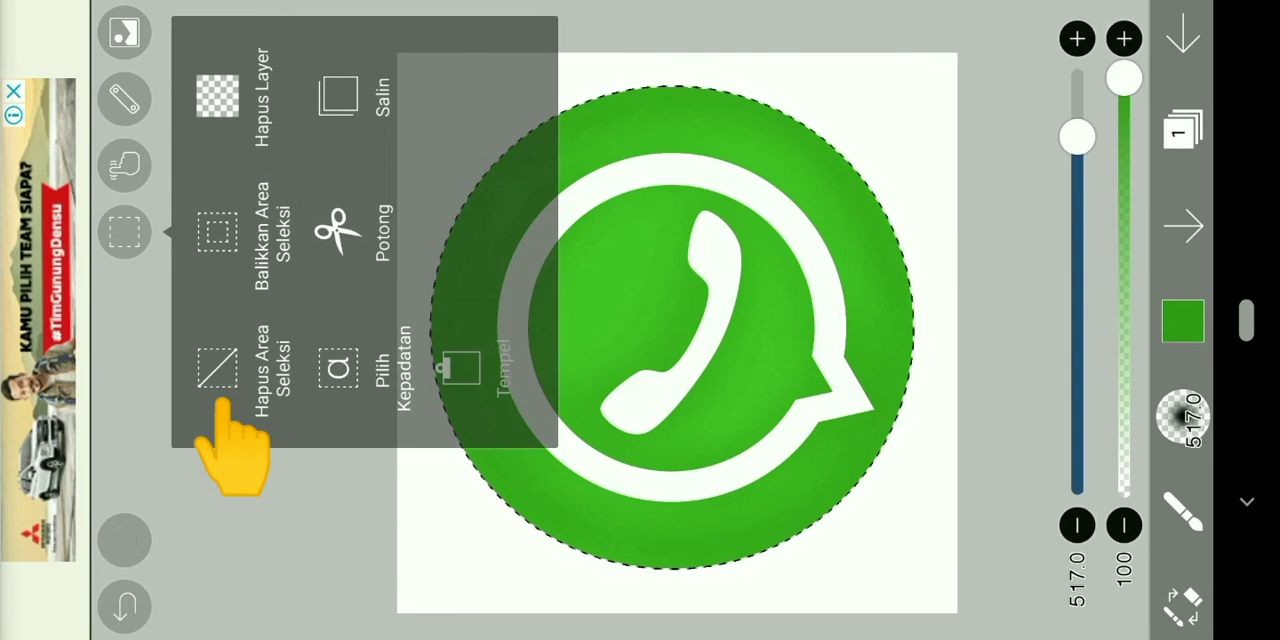 KAMU PILIH TEAM SIAPA?
#TimGunungDensu
Hapus Area
Seleksi
Balikkan Area
Seleksi
Hapus Layer
Pilih
Kepadatan
Potong
Salin
Tempel
α
517.0
100
1
517.0